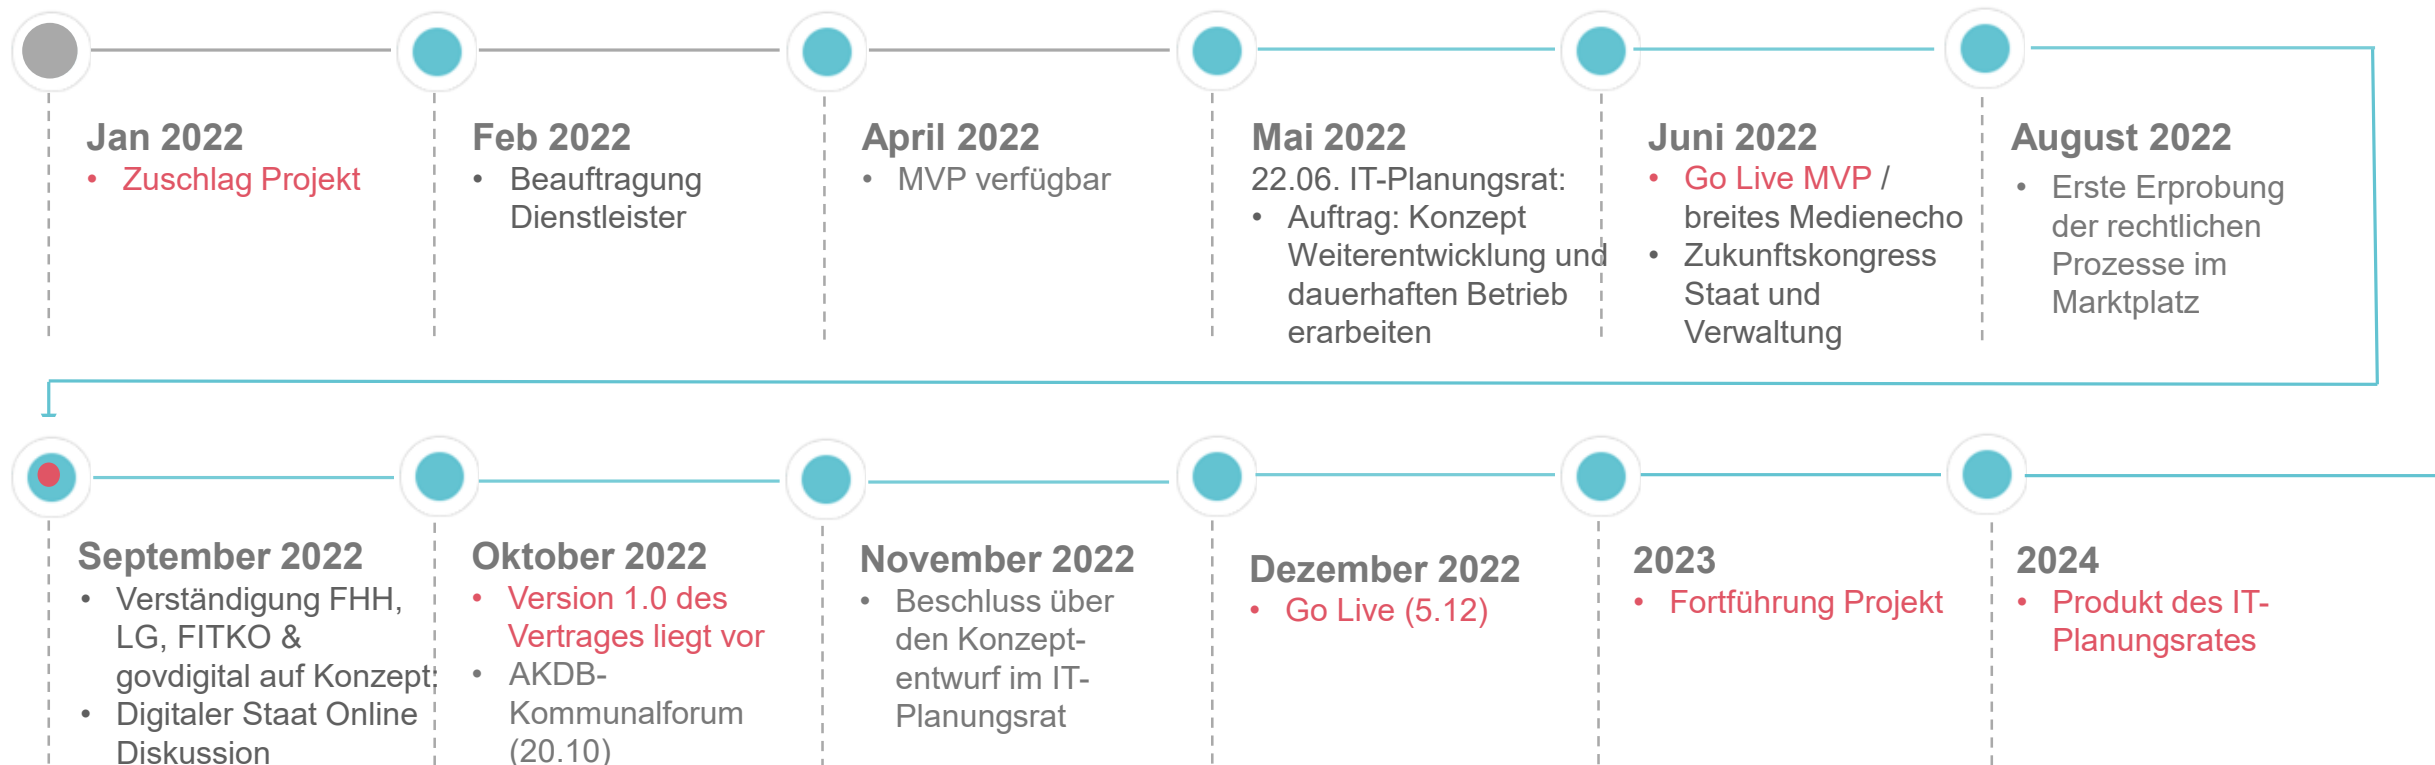 Jan 2022
• Zuschlag Projekt
Feb 2022
• Beauftragung
Dienstleister
April 2022
• MVP verfügbar
Mai 2022
22.06. IT-Planungsrat:
• Auftrag: Konzept
Weiterentwicklung und
dauerhaften Betrieb
erarbeiten
Juni 2022
• Go Live MVP /
breites Medienecho
• Zukunftskongress
Staat und
Verwaltung
August 2022
• Erste Erprobung
der rechtlichen
Prozesse im
Marktplatz
September 2022
• Verständigung FHH,
LG, FITKO &
govdigital auf Konzept:
• Digitaler Staat Online
Diskussion
Oktober 2022
• Version 1.0 des
Vertrages liegt vor
• AKDB-
Kommunalforum
(20.10)
November 2022
• Beschluss über
den Konzept-
entwurf im IT-
Planungsrat
Dezember 2022
• Go Live (5.12)
2023
• Fortführung Projekt
2024
• Produkt des IT-
Planungsrates